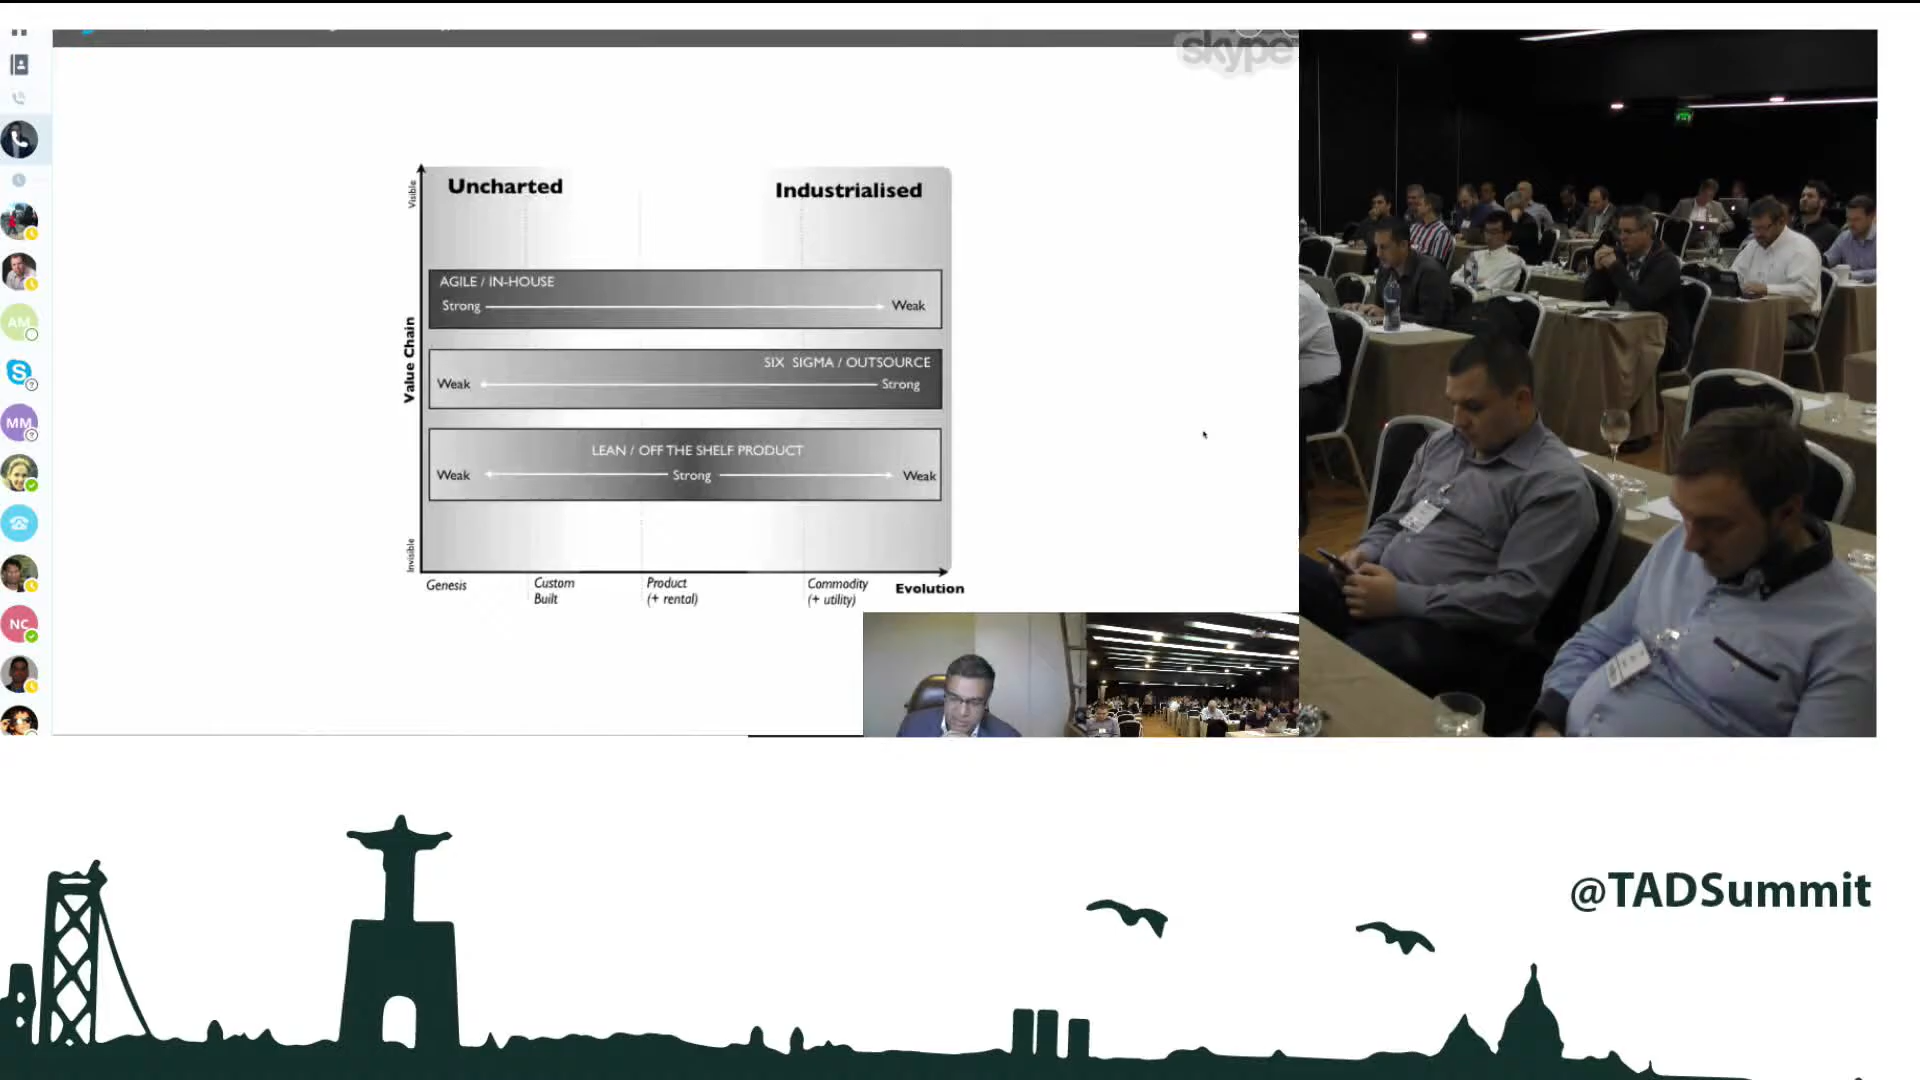 skype
Uncharted
Industrialised
Visible
AGILE / IN-HOUSE
Strong
Weak
Value Chain
SIX SIGMA / OUTSOURCE
Weak
Strong
LEAN / OFF THE SHELF PRODUCT
Weak
Strong
Weak
Invisible
Genesis
Custom
Built
Product
(+ rental)
Commodity
(+ utility)
Evolution
AM
MM
NC
@TADSummit